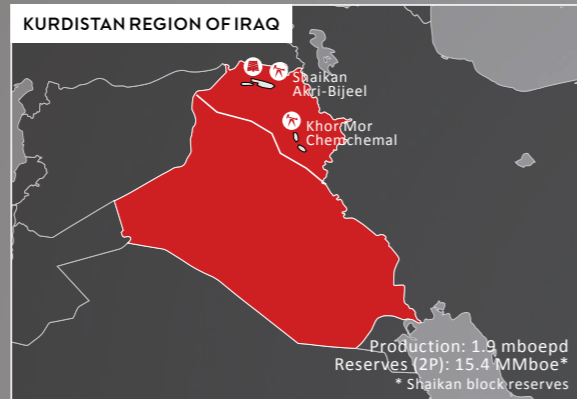 KURDISTAN REGION OF IRAQ
Shaikan
Akri-Bijeel
Khor Mor
Chemchemal
Production: 1.9 mboepd
Reserves (2P): 15.4 MMboe*
* Shaikan block reserves